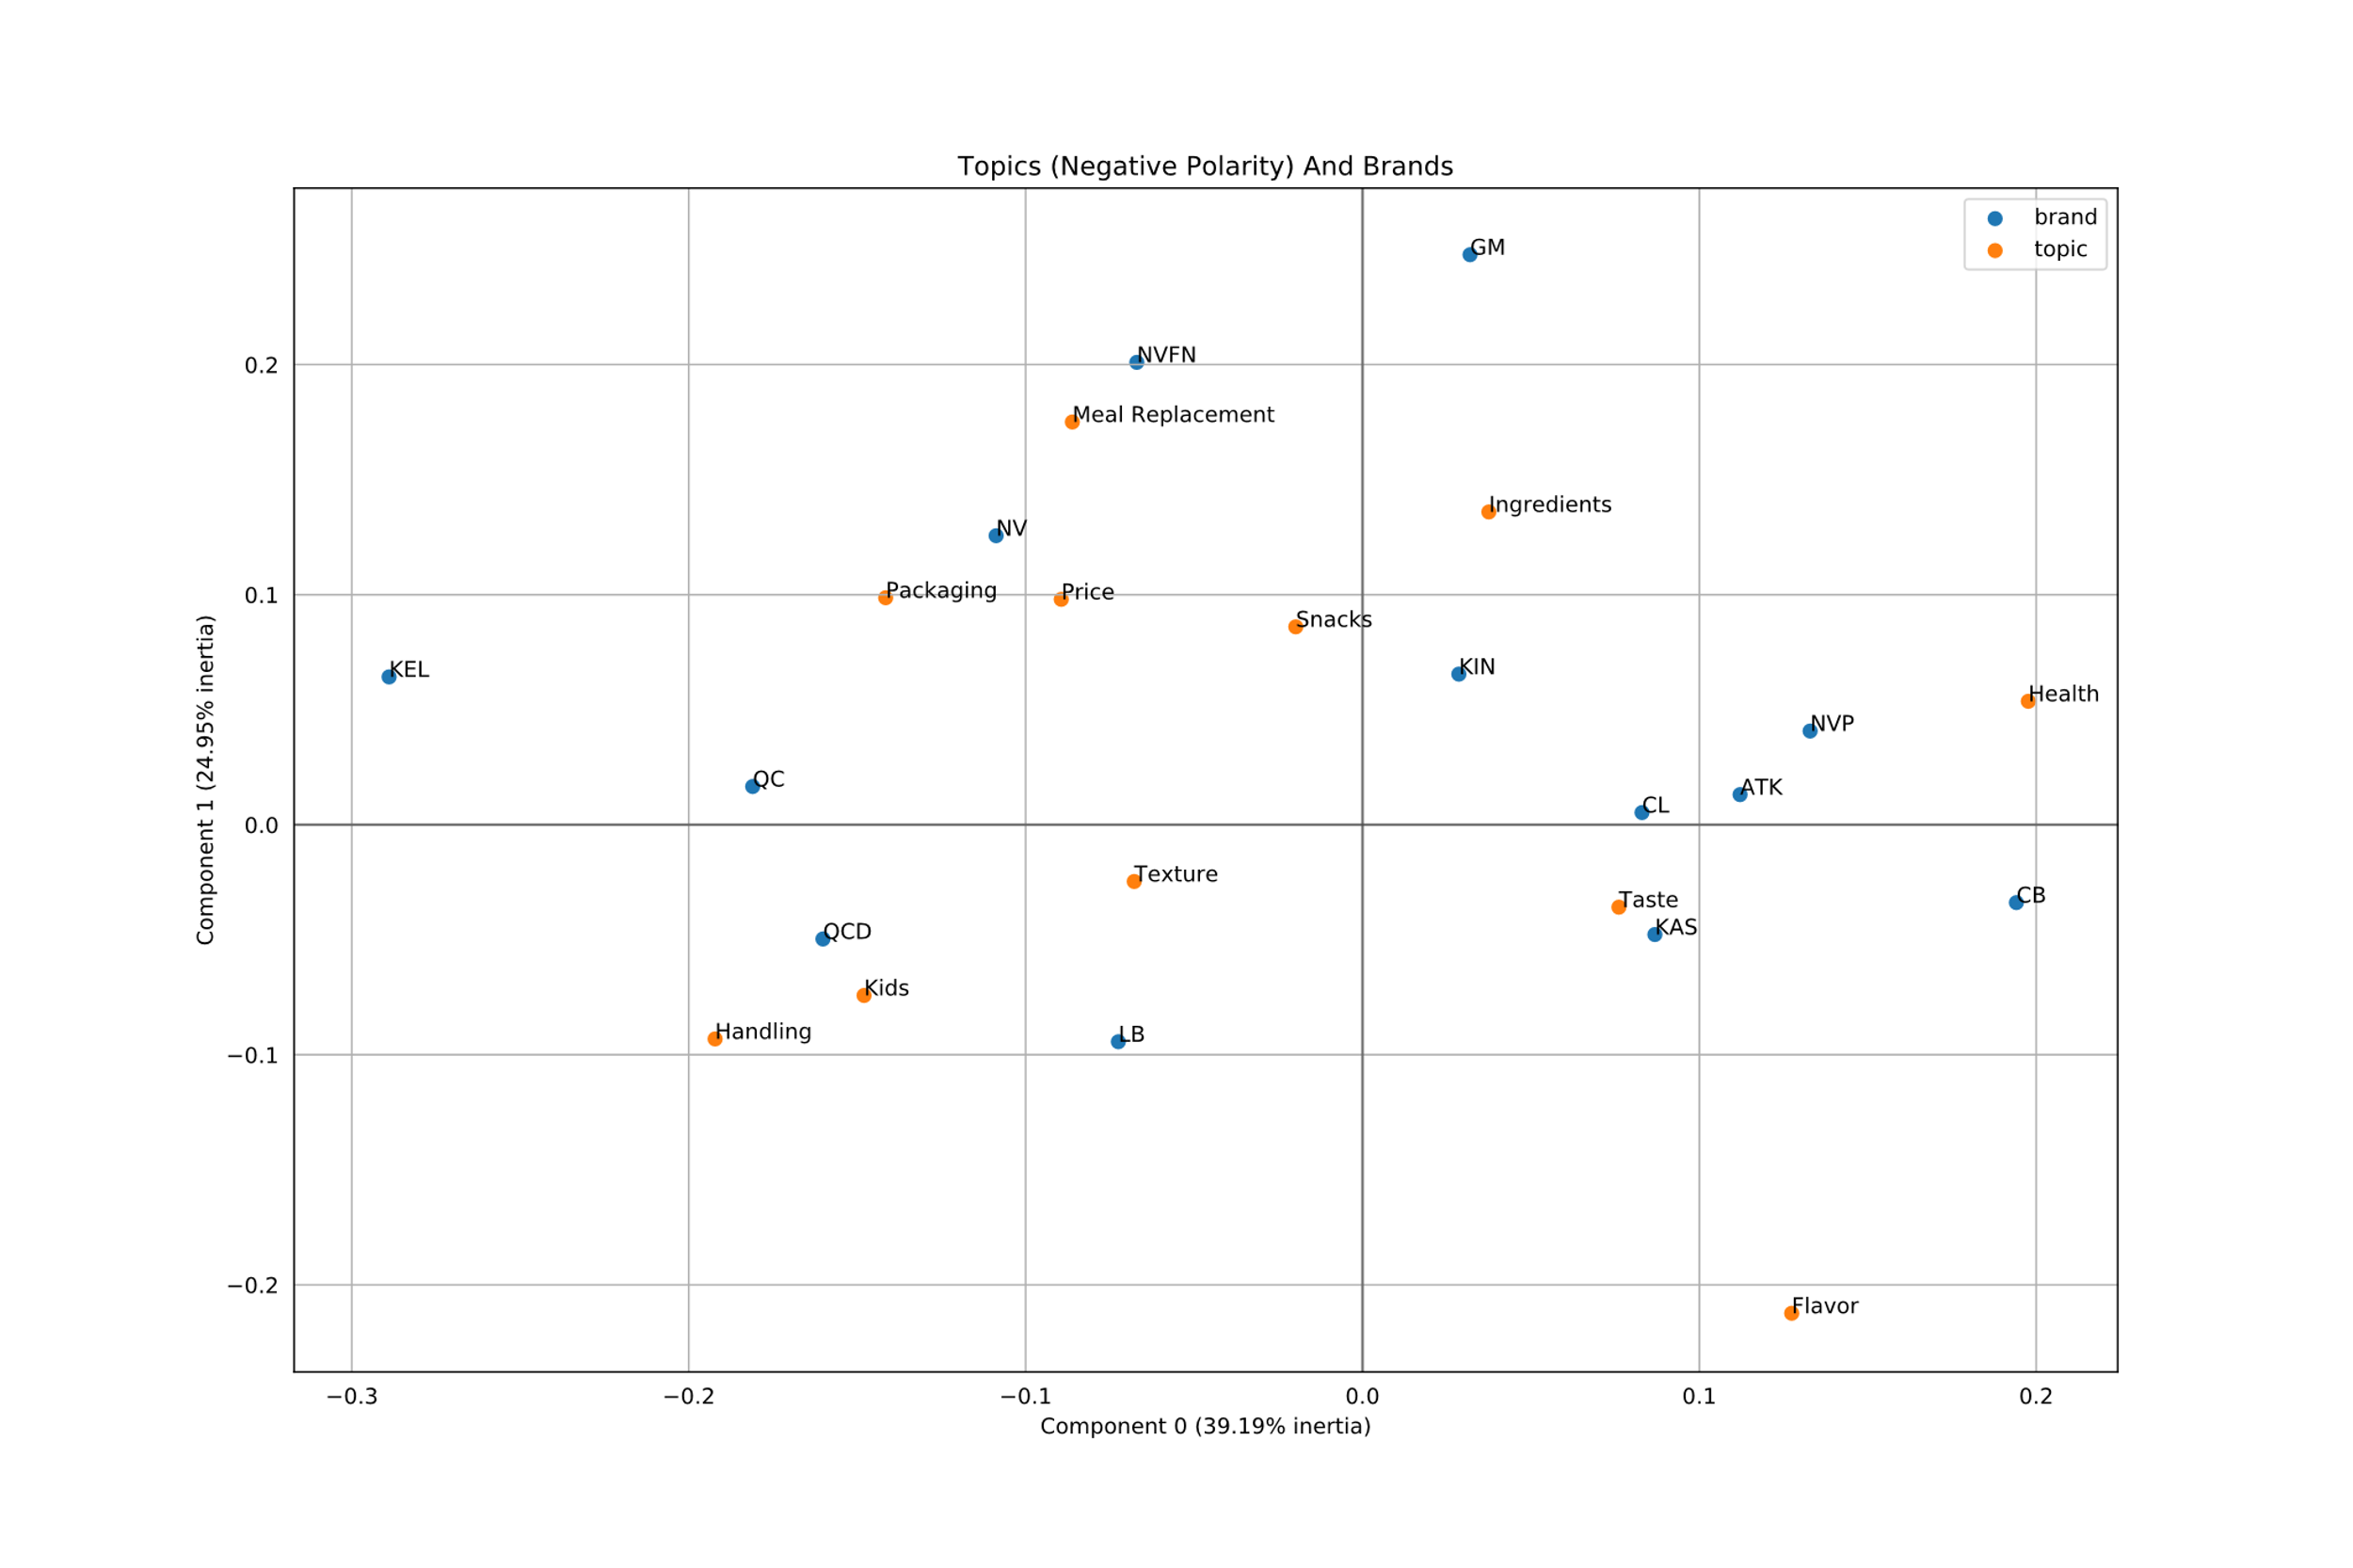 Topics (Negative Polarity) And Brands
brand
topic
GM
NVFN
Meal Replacement
Ingredients
NV
Packaging
Price
Snacks
KIN
KEL
Health
NVP
QC
ATK
CL
Texture
Taste
CB
KAS
QCD
Kids
Handling
LB
Flavor
0.2
0.1
0.0
−0.1
−0.2
−0.3
−0.2
−0.1
0.0
0.1
0.2
Component 0 (39.19% inertia)
Component 1 (24.95% inertia)